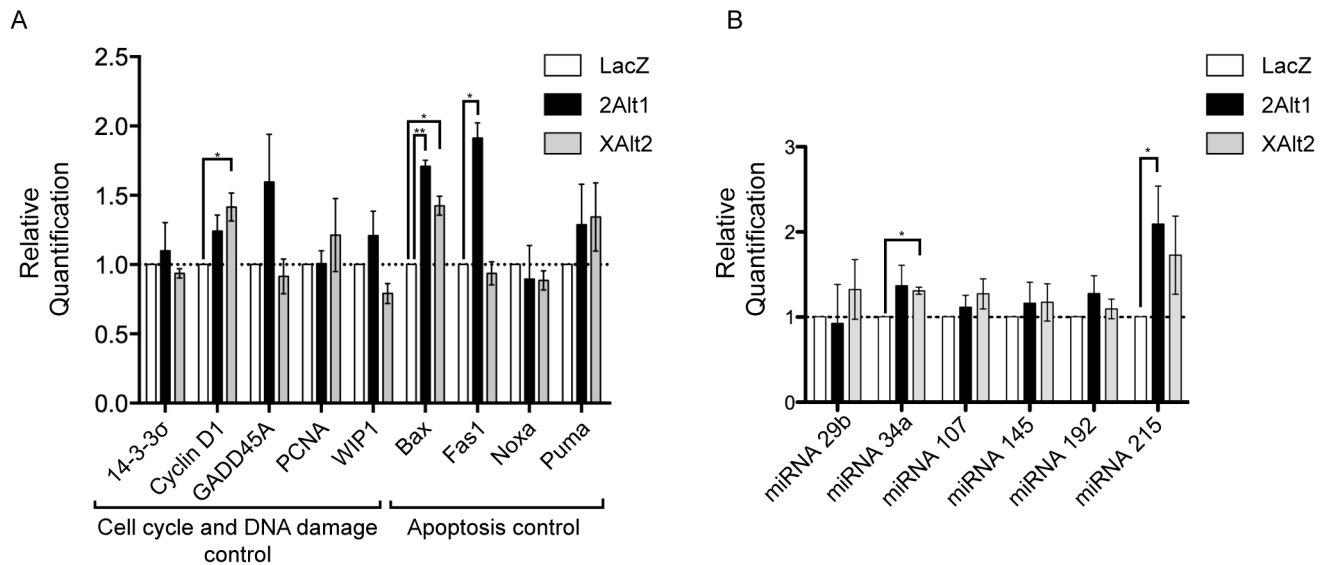 A
Relative
Quantification
2.5
2.0
1.5
1.0
0.5
0.0
LacZ
2Alt1
XAlt2
*
*
**
*
14-3-3σ
Cyclin D1
GADD45A
PCNA
WIP1
Bax
Fas1
Noxa
Puma
Cell cycle and DNA damage
control
Apoptosis control
B
Relative
Quantification
3
2
1
0
LacZ
2Alt1
XAlt2
*
*
miRNA 29b
miRNA 34a
miRNA 107
miRNA 145
miRNA 192
miRNA 215